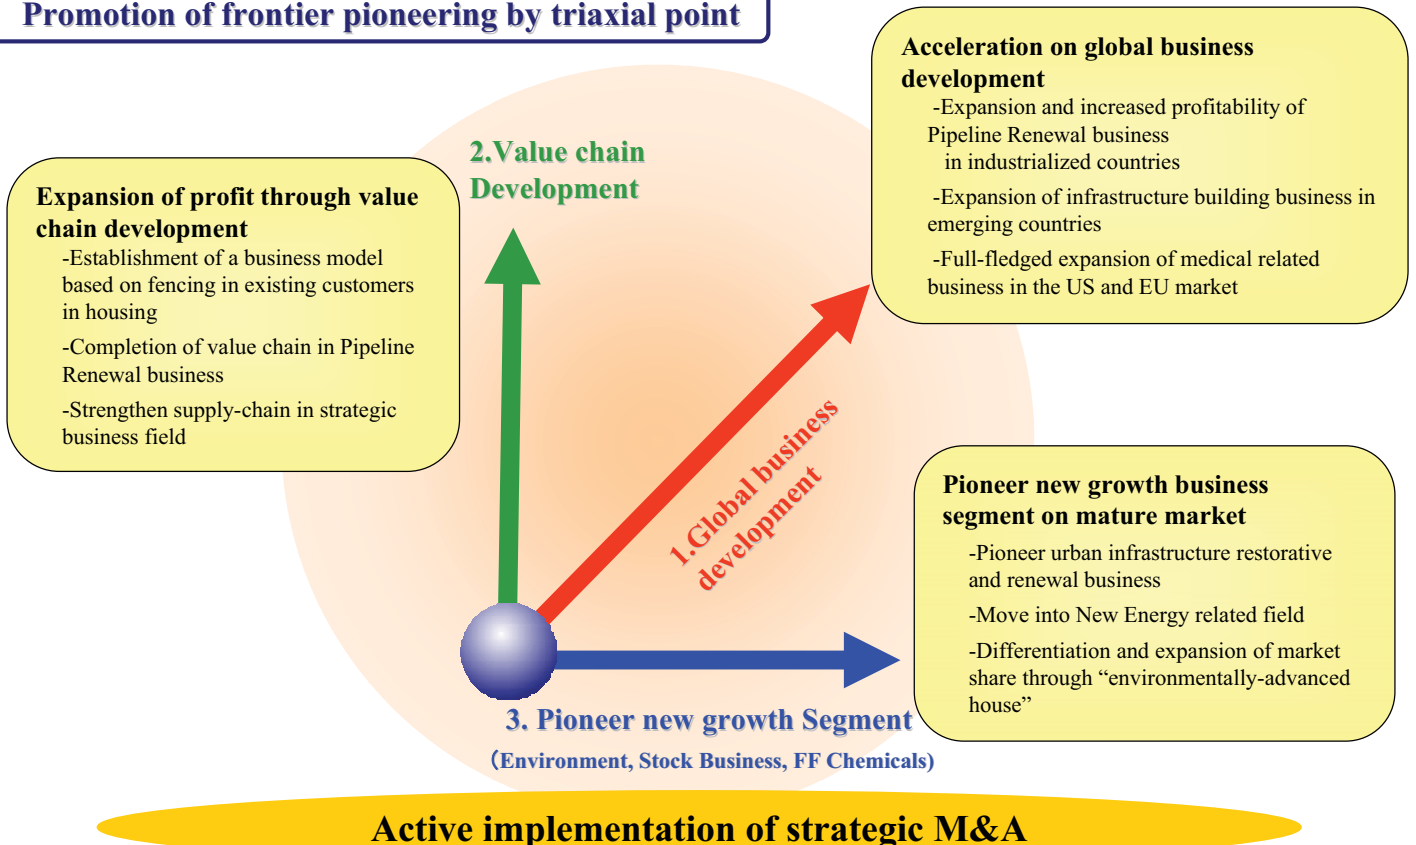 Promotion of frontier pioneering by triaxial point
Acceleration on global business
development
-Expansion and increased profitability of
Pipeline Renewal business
in industrialized countries
-Expansion of infrastructure building business in
emerging countries
-Full-fledged expansion of medical related
business in the US and EU market
2.Value chain
Development
Expansion of profit through value
chain development
-Establishment of a business model
based on fencing in existing customers
in housing
-Completion of value chain in Pipeline
Renewal business
-Strengthen supply-chain in strategic
business field
1.Global business
development
Pioneer new growth business
segment on mature market
-Pioneer urban infrastructure restorative
and renewal business
-Move into New Energy related field
-Differentiation and expansion of market
share through “environmentally-advanced
house”
3. Pioneer new growth Segment
(Environment, Stock Business, FF Chemicals)
Active implementation of strategic M&A